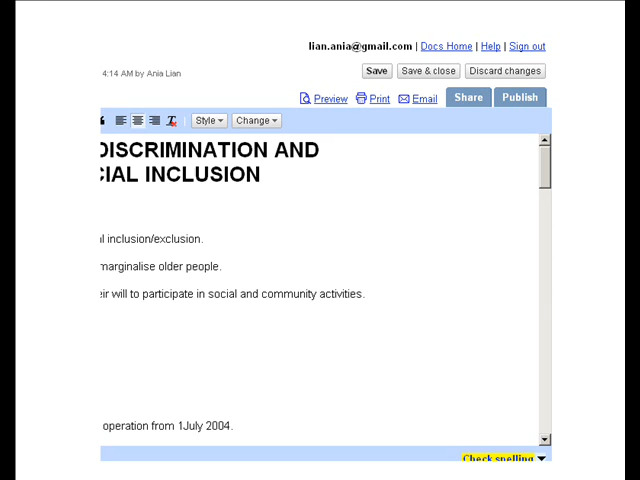 lian.ania@gmail.com | Docs Home | Help | Sign out
4:14 AM by Ania Lian
Save Save & close Discard changes
Preview Print Email Share Publish
Style Change
DISCRIMINATION AND
CIAL INCLUSION
al inclusion/exclusion.
marginalise older people.
eir will to participate in social and community activities.
operation from 1July 2004.
Check spelling